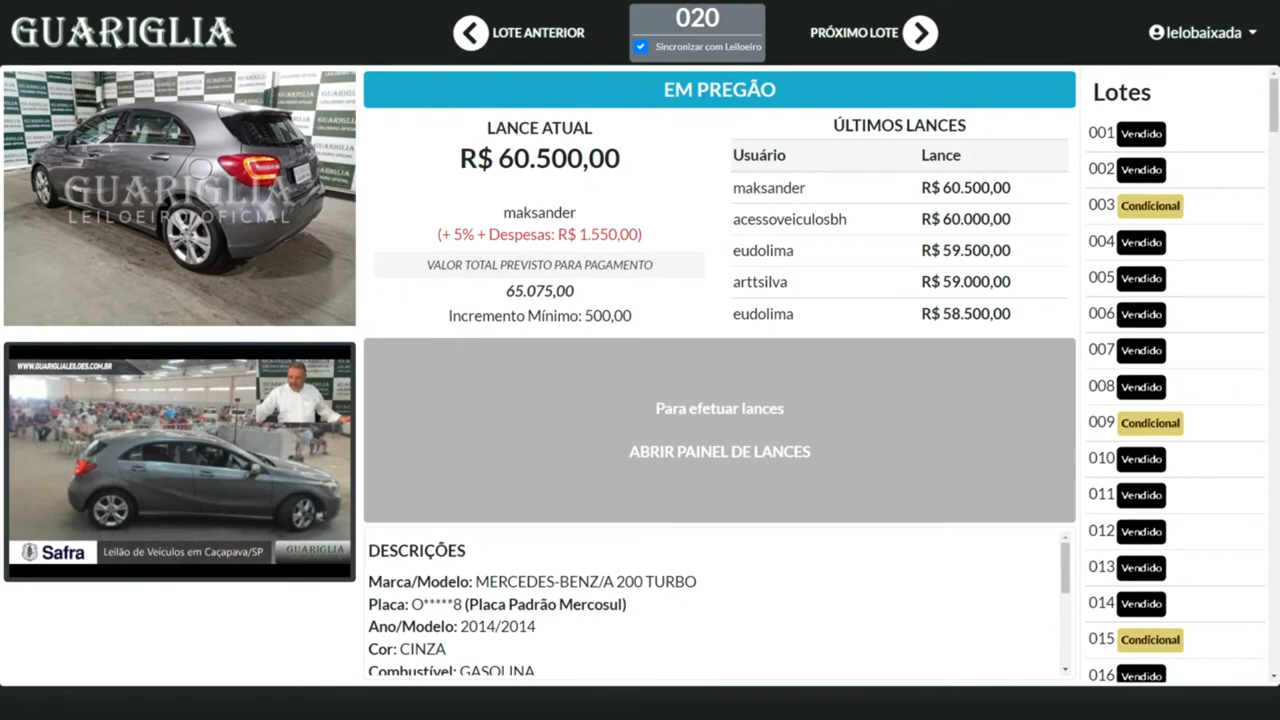 GUARIGLIA
LOTE ANTERIOR
020
Sincronizar com Leiloeiro
PRÓXIMO LOTE
lelobaixada
GUARIGLIA
LEILOEIRO OFICIAL
EM PREGÃO
LANCE ATUAL
R$ 60.500,00
maksander
(+ 5% + Despesas: R$ 1.550,00)
VALOR TOTAL PREVISTO PARA PAGAMENTO
65.075,00
Incremento Mínimo: 500,00
ÚLTIMOS LANCES
Usuário Lance
maksander R$ 60.500,00
acessoveiculosbh R$ 60.000,00
eudolima R$ 59.500,00
arttsilva R$ 59.000,00
eudolima R$ 58.500,00
WWW.GUARIGLIALEILOES.COM.BR
Safra
Leilão de Veículos em Caçapava/SP
GUARIGLIA
Para efetuar lances
ABRIR PAINEL DE LANCES
DESCRIÇÕES
Marca/Modelo: MERCEDES-BENZ/A 200 TURBO
Placa: O*****8 (Placa Padrão Mercosul)
Ano/Modelo: 2014/2014
Cor: CINZA
Combustível: GASOLINA
Lotes
001 Vendido
002 Vendido
003 Condicional
004 Vendido
005 Vendido
006 Vendido
007 Vendido
008 Vendido
009 Condicional
010 Vendido
011 Vendido
012 Vendido
013 Vendido
014 Vendido
015 Condicional
016 Vendido